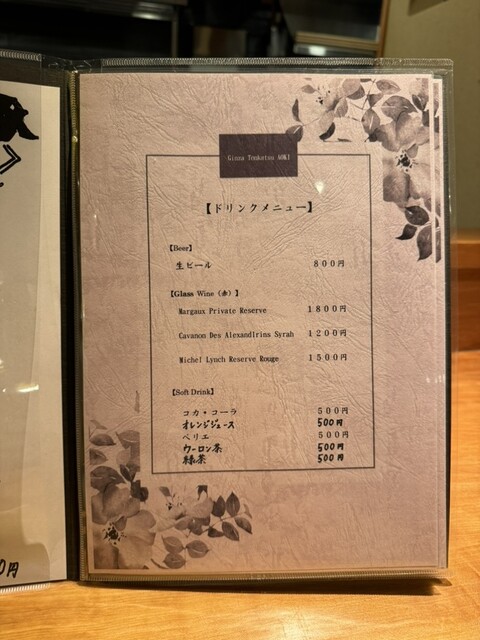 Ginza Tonkatsu AOKI
【ドリンクメニュー】
【Beer】
生ビール 800円
【Glass Wine（赤）】
Margaux Private Reserve 1800円
Cavanon Des Alexandlrins Syrah 1200円
Michel Lynch Reserve Rouge 1500円
【Soft Drink】
コカ・コーラ 500円
オレンジジュース 500円
ペリエ 500円
ウーロン茶 500円
緑茶 500円
0円